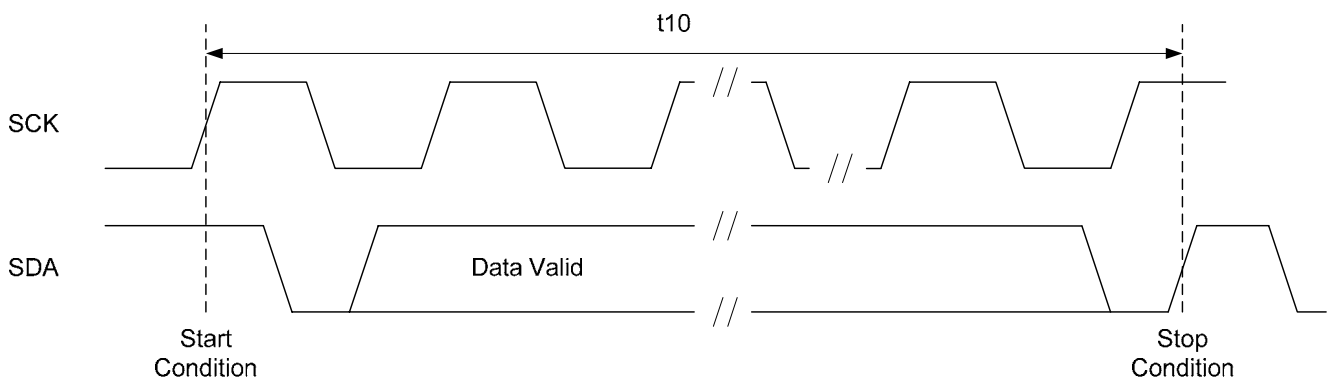 t10
SCK
SDA
Data Valid
Start
Condition
Stop
Condition